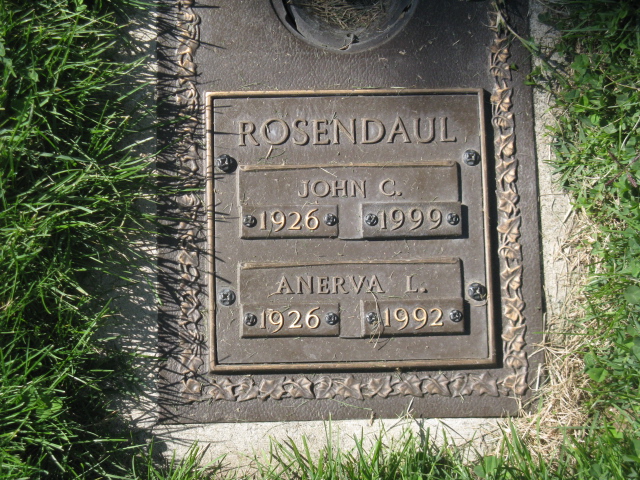 ROSENDAUL
JOHN C.
1926 1999
ANERVA L.
1926 1992